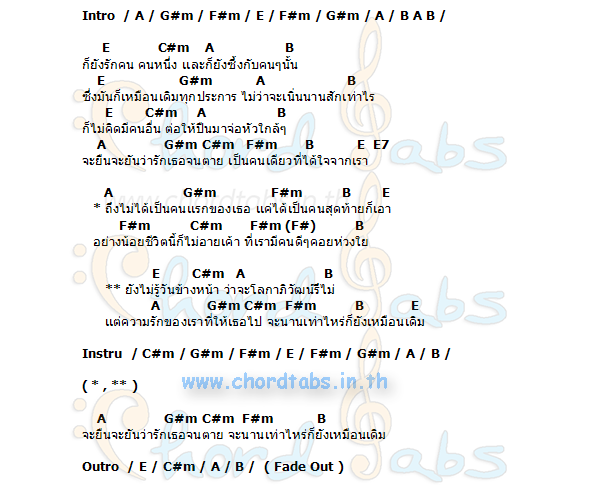 Intro / A / G#m / F#m / E / F#m / G#m / A / B A B /
E C#m A B
ก็ยังรักคน คนหนึ่ง และก็ยังซึ้งกับคนๆนั้น
E G#m A B
ซึ่งมันก็เหมือนเดิมทุกประการ ไม่ว่าจะเนิ่นนานสักเท่าไร
E C#m A B
ก็ไม่คิดมีคนอื่น ต่อให้ปืนมาจ่อหัวใกล้ๆ
A G#m C#m F#m B E E7
จะยืนจะยันว่ารักเธอจนตาย เป็นคนเดียวที่ได้ใจจากเรา
A G#m F#m B E
* ถึงไม่ได้เป็นคนแรกของเธอ แค่ได้เป็นคนสุดท้ายก็เอา
F#m C#m F#m (F#) B
อย่างน้อยชีวิตนี้ก็ไม่อายเค้า ที่เรามีคนดีๆคอยห่วงใย
E C#m A B
** ยังไม่รู้วันข้างหน้า ว่าจะโลกาภิวัฒน์รึไม่
A G#m C#m F#m B E
แต่ความรักของเราที่ให้เธอไป จะนานเท่าไหร่ก็ยังเหมือนเดิม
Instru / C#m / G#m / F#m / E / F#m / G#m / A / B /
( * , ** )
www.chordtabs.in.th
A G#m C#m F#m B
จะยืนจะยันว่ารักเธอจนตาย จะนานเท่าไหร่ก็ยังเหมือนเดิม
Outro / E / C#m / A / B / ( Fade Out )